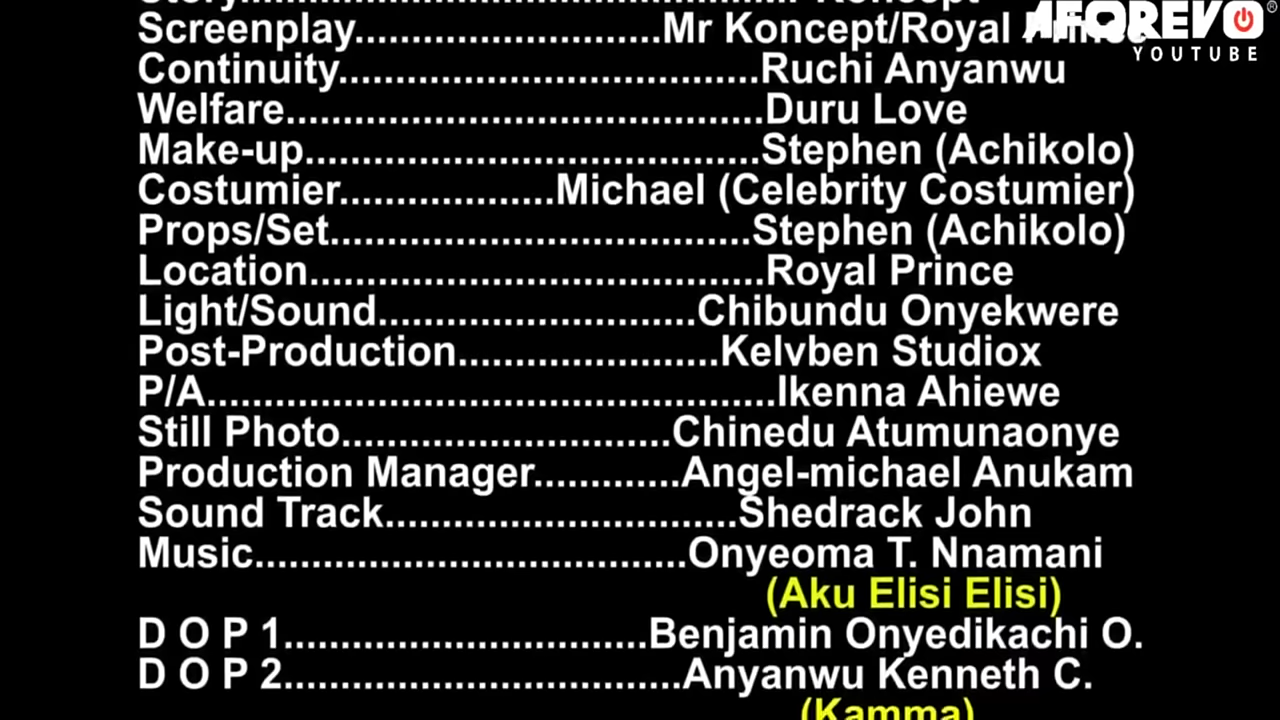 Story..............................................Mr Koncept
Screenplay...........................Mr Koncept/Royal Prince
AFOREVO®
YOUTUBE
Continuity.....................................Ruchi Anyanwu
Welfare..........................................Duru Love
Make-up........................................Stephen (Achikolo)
Costumier...................Michael (Celebrity Costumier)
Props/Set.....................................Stephen (Achikolo)
Location........................................Royal Prince
Light/Sound............................Chibundu Onyekwere
Post-Production.......................Kelvben Studiox
P/A..................................................Ikenna Ahiewe
Still Photo.............................Chinedu Atumunaonye
Production Manager.............Angel-michael Anukam
Sound Track...............................Shedrack John
Music......................................Onyeoma T. Nnamani
(Aku Elisi Elisi)
D O P 1................................Benjamin Onyedikachi O.
D O P 2...................................Anyanwu Kenneth C.
(Kamma)